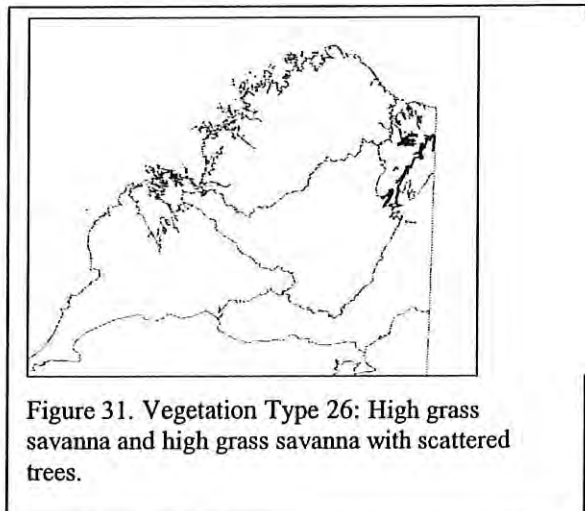 Figure 31. Vegetation Type 26: High grass
savanna and high grass savanna with scattered
trees.